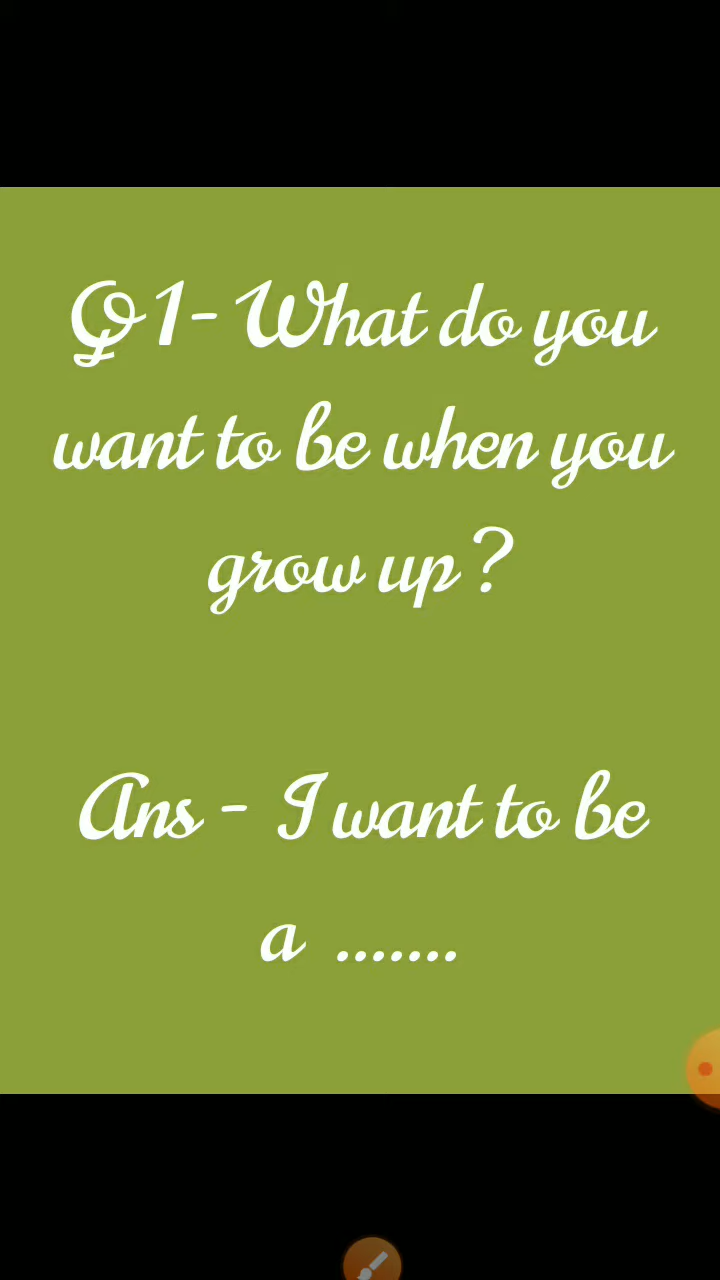 Q1- What do you
want to be when you
grow up?
Ans - I want to be
a .......